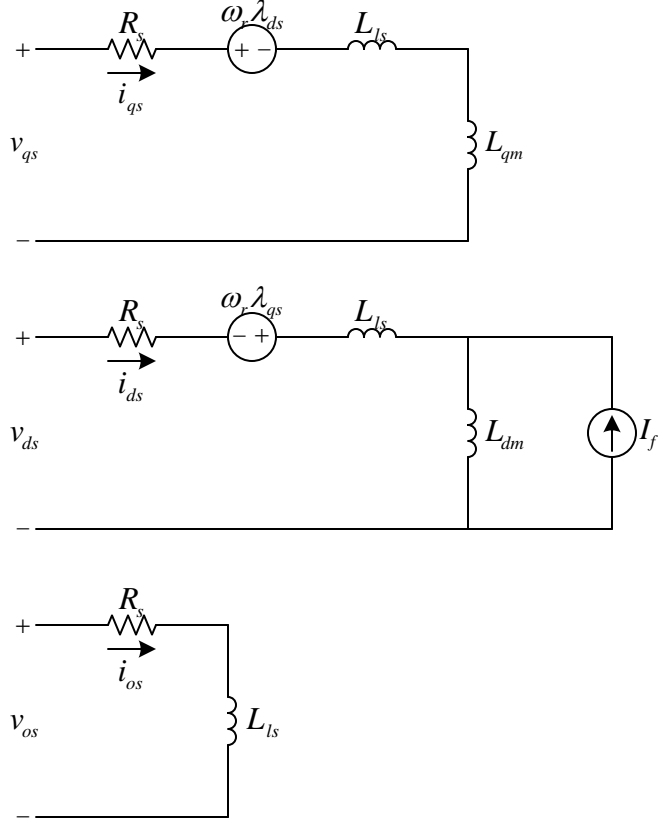 R_s
ω_r λ_ds
L_ls
+
+ −
i_qs
v_qs
L_qm
−
R_s
ω_r λ_qs
L_ls
+
− +
i_ds
v_ds
L_dm
I_f
−
R_s
+
i_os
v_os
L_ls
−